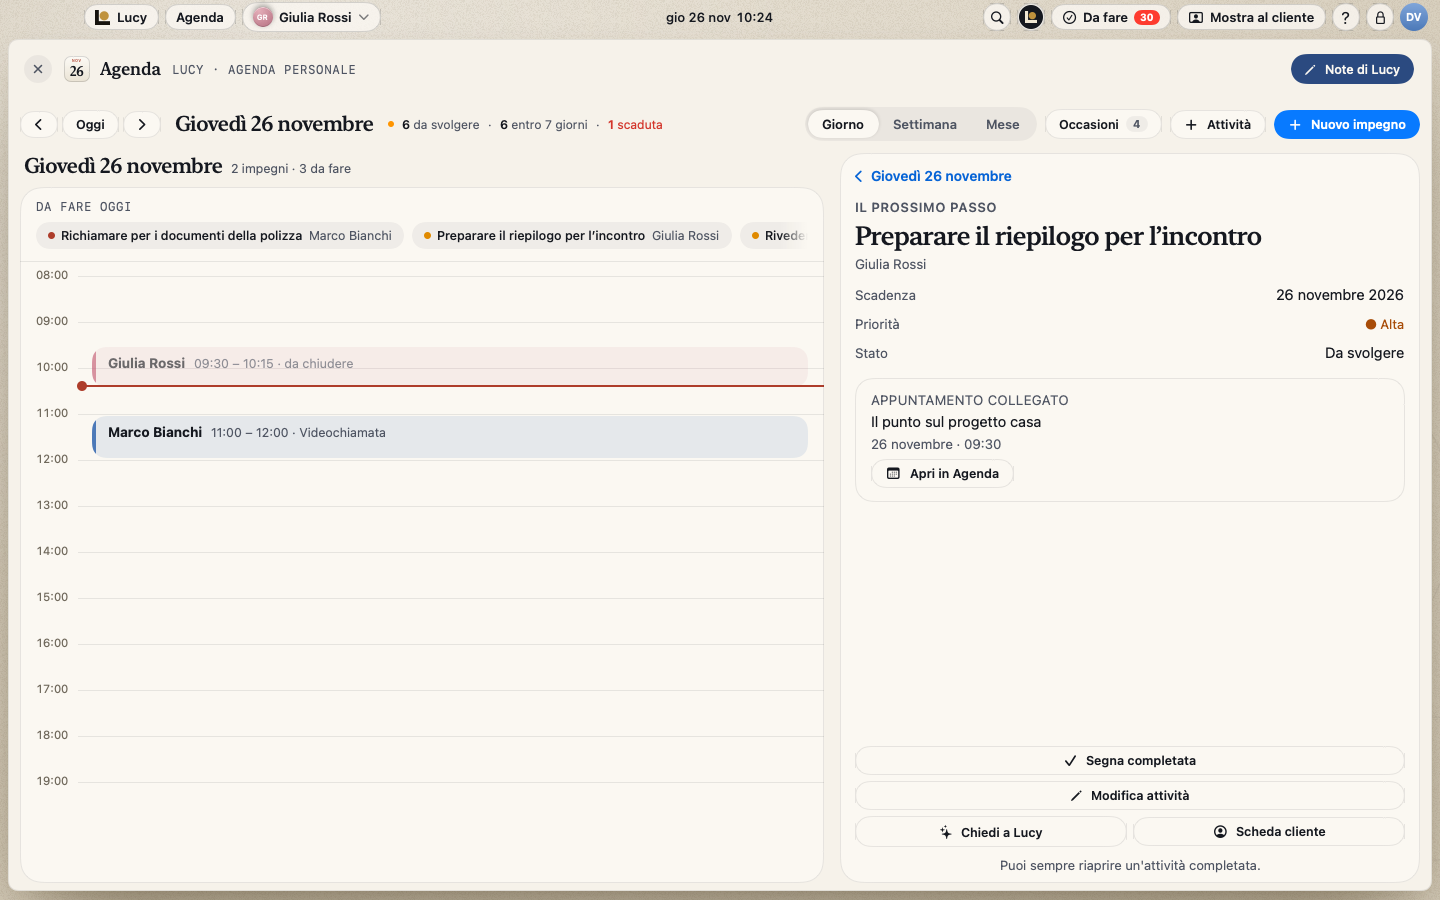 Lucy
Agenda
GR Giulia Rossi
gio 26 nov 10:24
Da fare 30
Mostra al cliente
?
DV
NOV 26
Agenda
LUCY · AGENDA PERSONALE
Note di Lucy
Oggi
Giovedì 26 novembre
6 da svolgere · 6 entro 7 giorni · 1 scaduta
Giorno
Settimana
Mese
Occasioni 4
Attività
Nuovo impegno
Giovedì 26 novembre 2 impegni · 3 da fare
DA FARE OGGI
Richiamare per i documenti della polizza Marco Bianchi
Preparare il riepilogo per l’incontro Giulia Rossi
Rivede
08:00
09:00
10:00
Giulia Rossi 09:30 – 10:15 · da chiudere
11:00
Marco Bianchi 11:00 – 12:00 · Videochiamata
12:00
13:00
14:00
15:00
16:00
17:00
18:00
19:00
Giovedì 26 novembre
IL PROSSIMO PASSO
Preparare il riepilogo per l’incontro
Giulia Rossi
Scadenza 26 novembre 2026
Priorità Alta
Stato Da svolgere
APPUNTAMENTO COLLEGATO
Il punto sul progetto casa
26 novembre · 09:30
Apri in Agenda
Segna completata
Modifica attività
Chiedi a Lucy
Scheda cliente
Puoi sempre riaprire un'attività completata.